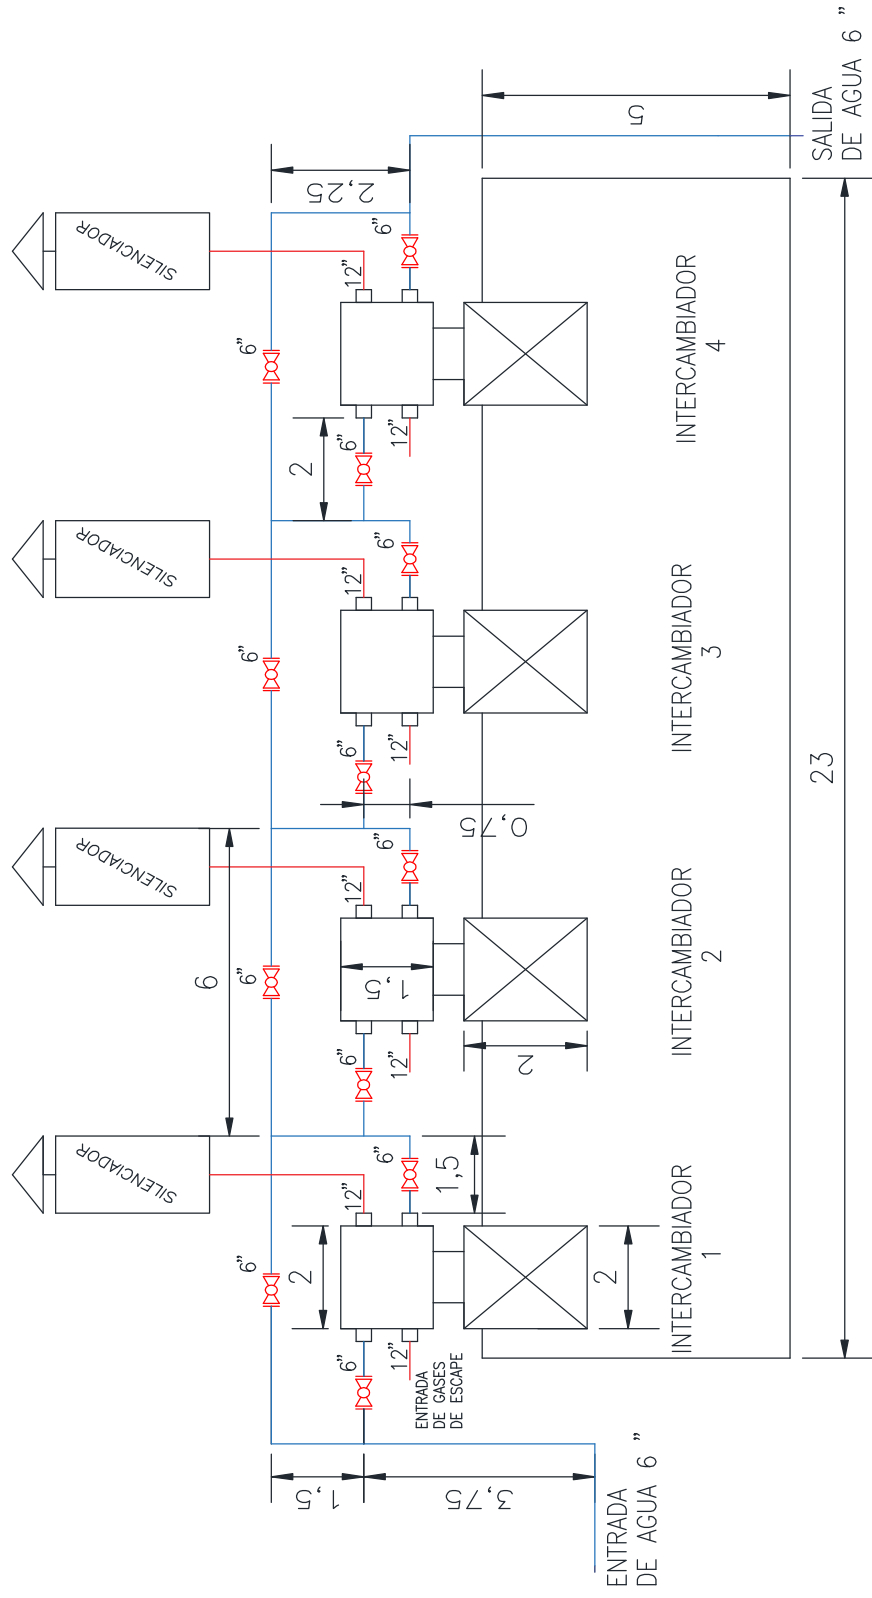 SILENCIADOR
SILENCIADOR
SILENCIADOR
SILENCIADOR
6
6”
6”
6”
6”
2
2
1,5
2,25
6”
12”
6”
12”
6”
12”
6”
12”
6”
6”
6”
6”
12”
1,5
12”
12”
12”
ENTRADA
DE GASES
DE ESCAPE
1,5
3,75
0,75
2
2
5
ENTRADA
DE AGUA 6 ”
INTERCAMBIADOR
1
INTERCAMBIADOR
2
INTERCAMBIADOR
3
INTERCAMBIADOR
4
23
SALIDA
DE AGUA 6 ”